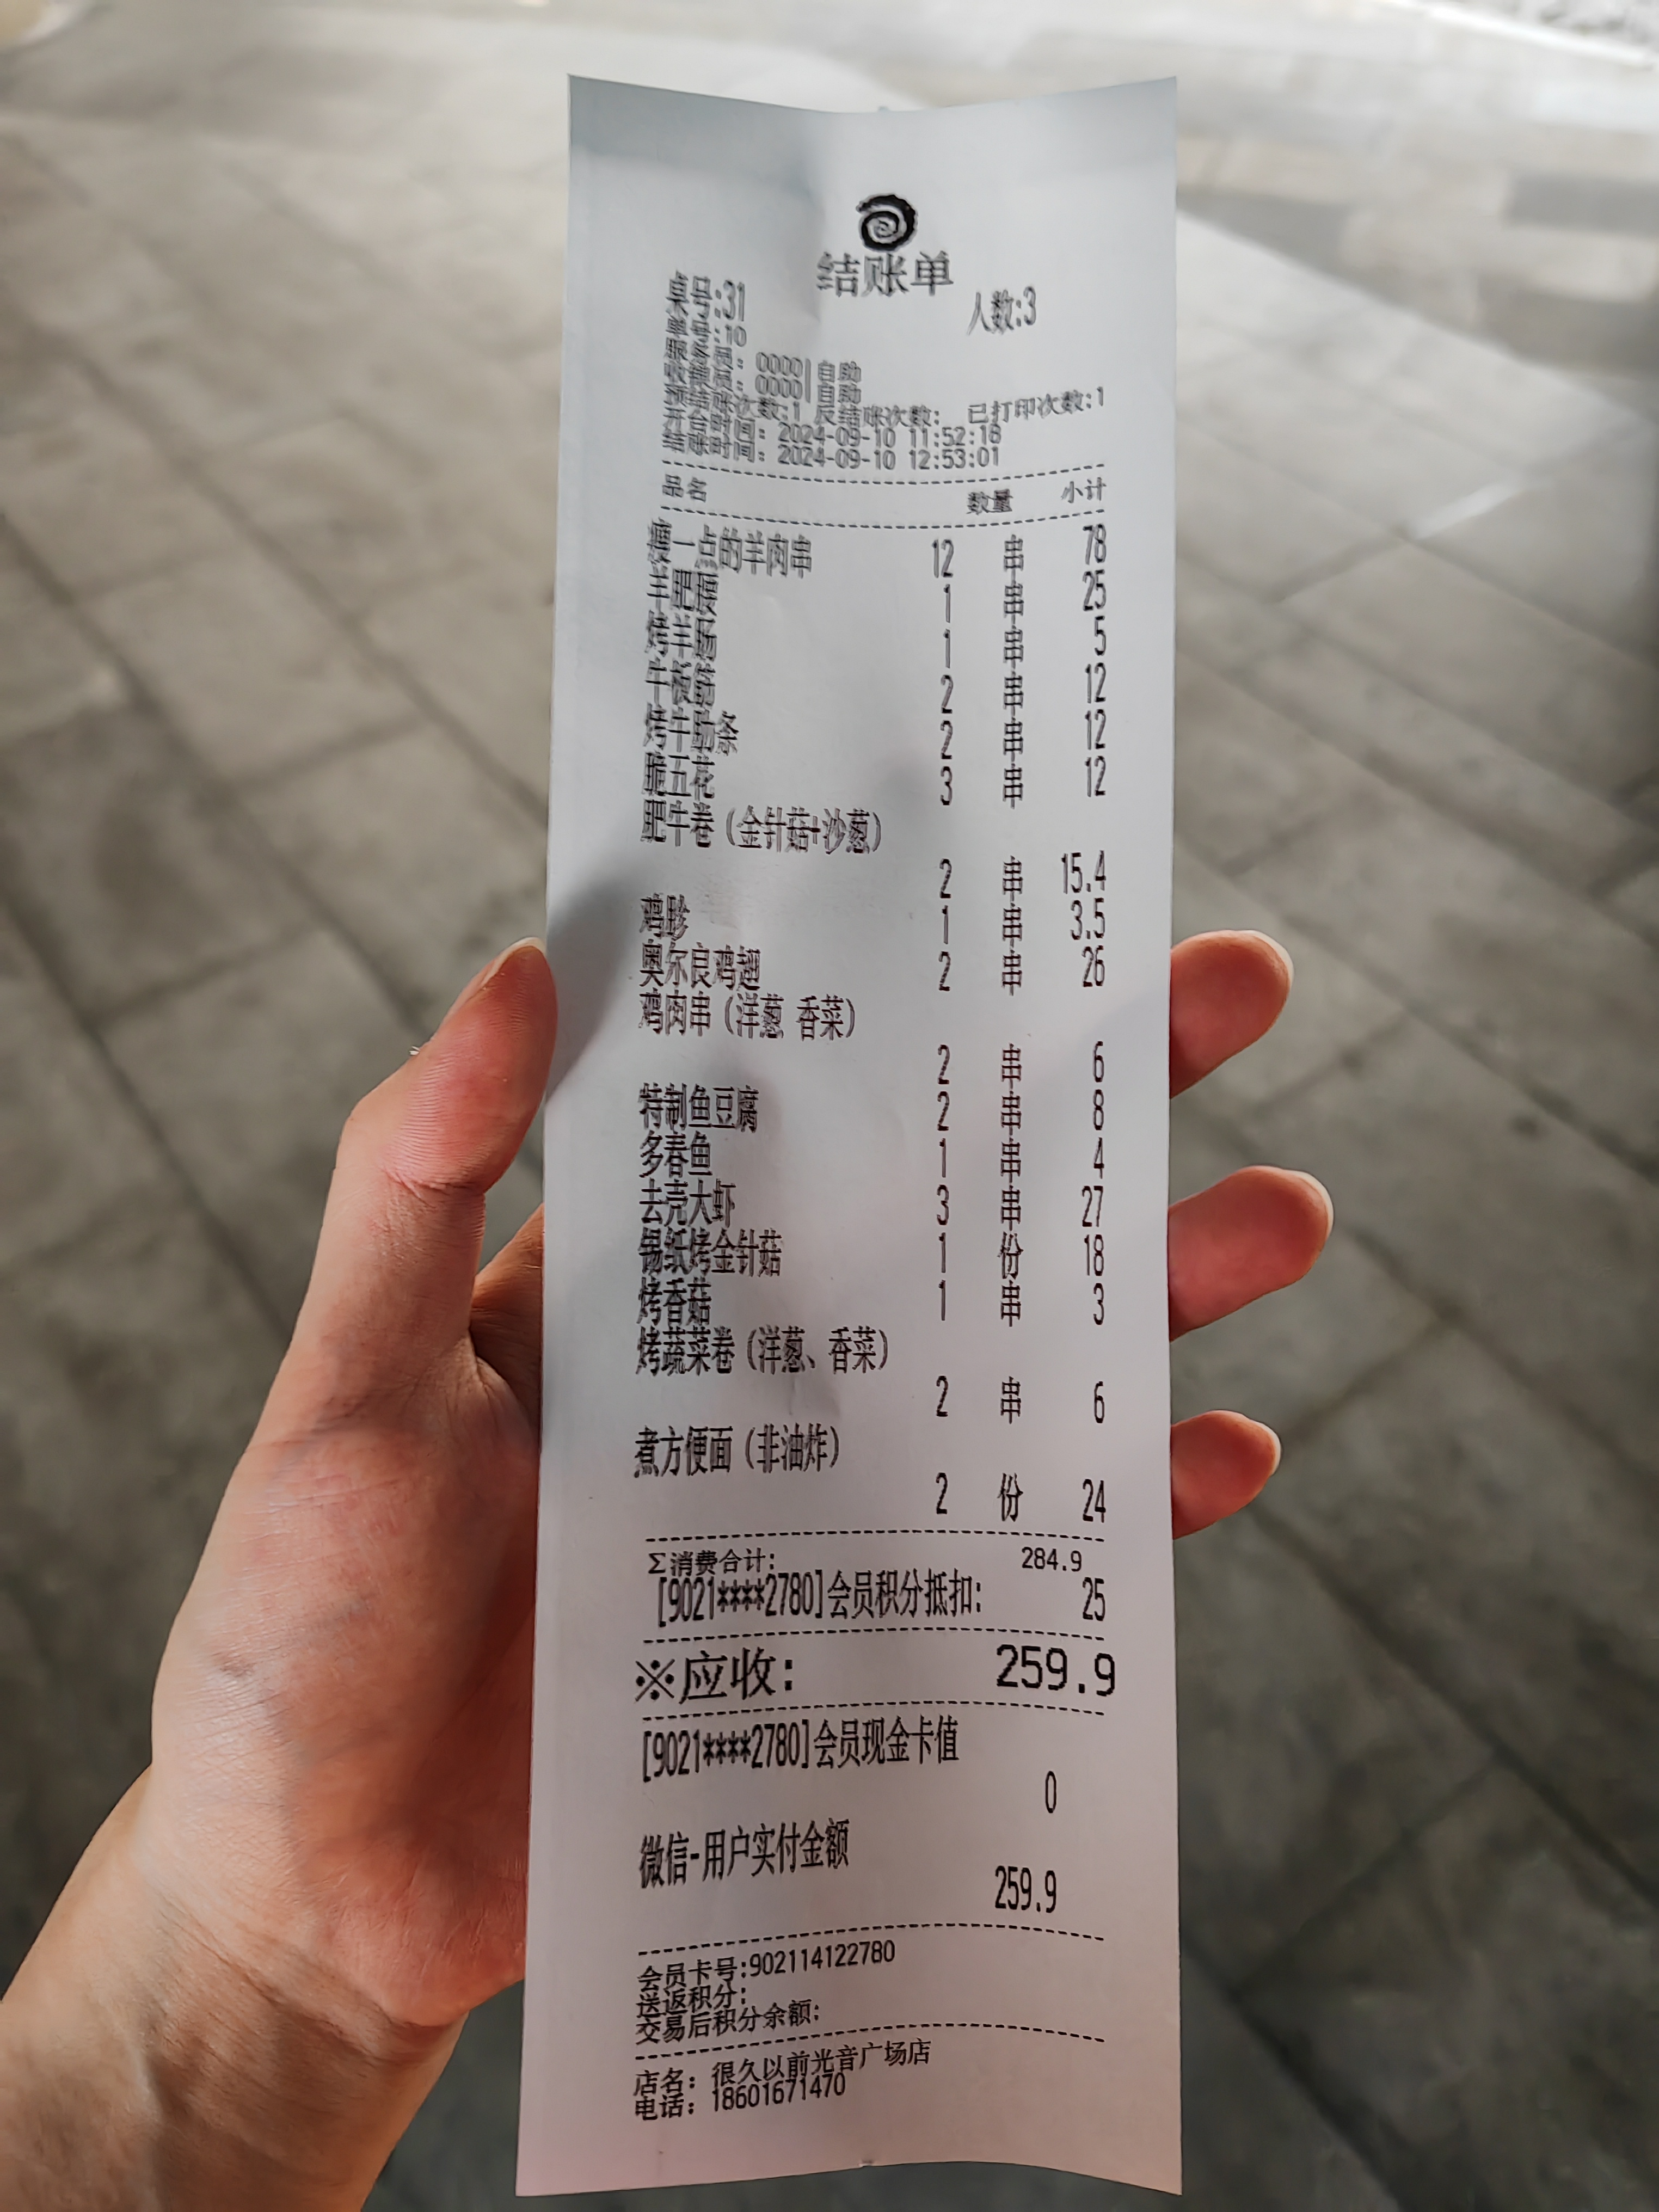 结账单
桌号:31 人数:3
单号:10
服务员: 0000|自助
收银员: 0000|自助
预结账次数:1 反结账次数: 已打印次数:1
开台时间: 2024-09-10 11:52:18
结账时间: 2024-09-10 12:53:01
品名 数量 小计
瘦一点的羊肉串 12 串 78
羊肥腰 1 串 25
烤羊肠 1 串 5
牛板筋 2 串 12
烤牛肋条 2 串 12
脆五花 3 串 12
肥牛卷(金针菇+沙葱)
2 串 15.4
鸡胗 1 串 3.5
奥尔良鸡翅 2 串 26
鸡肉串(洋葱 香菜)
2 串 6
特制鱼豆腐 2 串 8
多春鱼 1 串 4
去壳大虾 3 串 27
锡纸烤金针菇 1 份 18
烤香菇 1 串 3
烤蔬菜卷(洋葱、香菜)
2 串 6
煮方便面(非油炸)
2 份 24
∑消费合计: 284.9
[9021****2780]会员积分抵扣: 25
※应收: 259.9
[9021****2780]会员现金卡值
0
微信-用户实付金额
259.9
会员卡号:902114122780
送返积分:
交易后积分余额:
店名: 很久以前光音广场店
电话: 18601671470